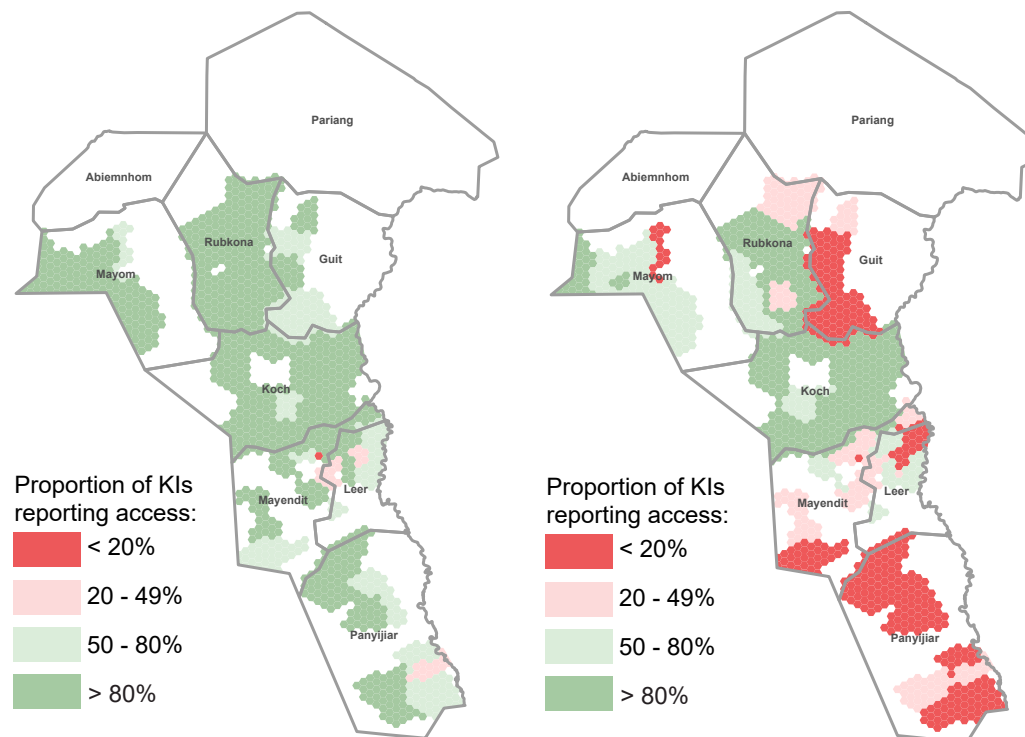 Pariang
Abiemnhom
Rubkona
Guit
Mayom
Koch
Mayendit
Leer
Panyijiar
Proportion of KIs
reporting access:
< 20%
20 - 49%
50 - 80%
> 80%
Pariang
Abiemnhom
Rubkona
Guit
Mayom
Koch
Mayendit
Leer
Panyijiar
Proportion of KIs
reporting access:
< 20%
20 - 49%
50 - 80%
> 80%